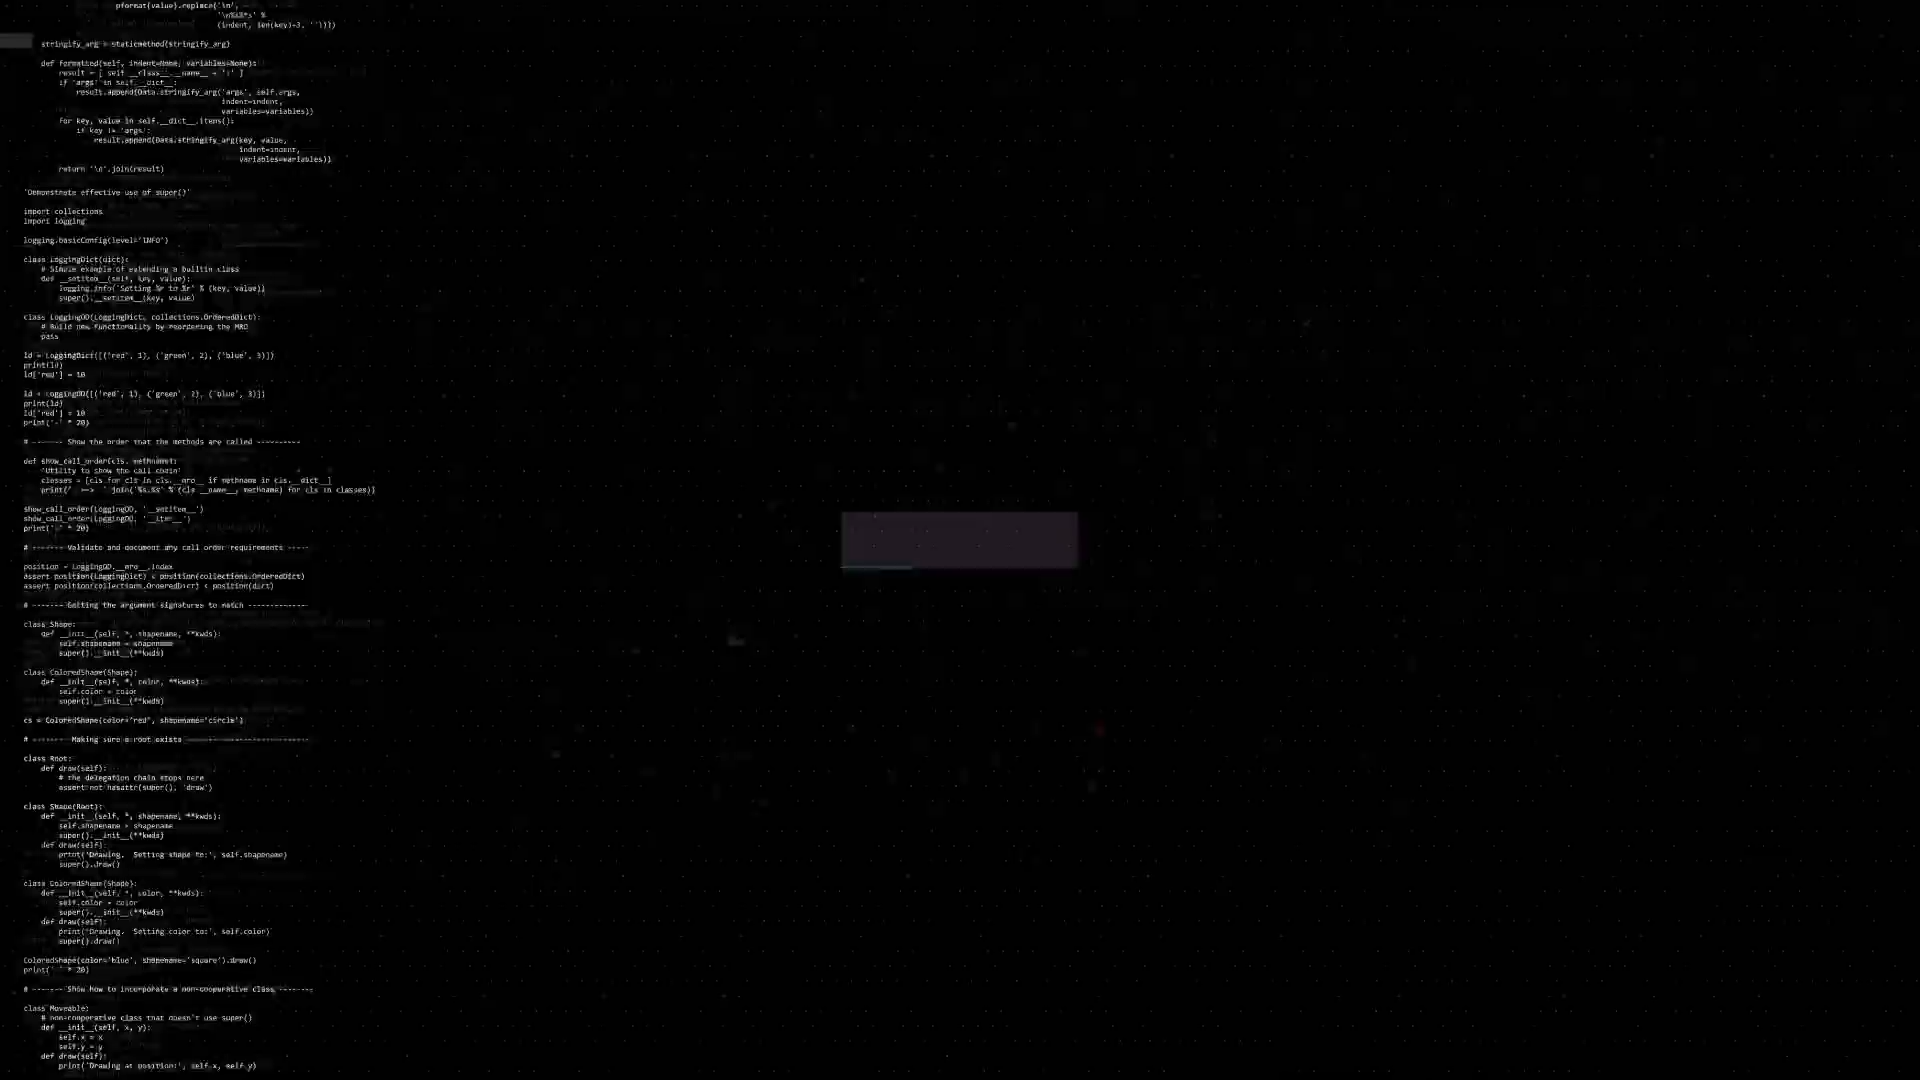 pformat(value).replace('\n',
'\n%*s' %
(indent, len(key)+3, ' ')))
stringify_arg = staticmethod(stringify_arg)
def formatted(self, indent=None, variables=None):
result = [ self.__class__.__name__ + ':' ]
if 'args' in self.__dict__:
result.append(Data.stringify_arg('args', self.args,
indent=indent,
variables=variables))
for key, value in self.__dict__.items():
if key != 'args':
result.append(Data.stringify_arg(key, value,
indent=indent,
variables=variables))
return '\n'.join(result)
'Demonstrate effective use of super()'
import collections
import logging
logging.basicConfig(level='INFO')
class LoggingDict(dict):
# Simple example of extending a builtin class
def __setitem__(self, key, value):
logging.info('Setting %r to %r' % (key, value))
super().__setitem__(key, value)
class LoggingOD(LoggingDict, collections.OrderedDict):
# Build new functionality by reordering the MRO
pass
ld = LoggingDict([('red', 1), ('green', 2), ('blue', 3)])
print(ld)
ld['red'] = 10
ld = LoggingOD([('red', 1), ('green', 2), ('blue', 3)])
print(ld)
ld['red'] = 10
print('-' * 20)
# ------- Show the order that the methods are called ----------
def show_call_order(cls, methname):
'Utility to show the call chain'
classes = [cls for cls in cls.__mro__ if methname in cls.__dict__]
print(' ==> '.join('%s.%s' % (cls.__name__, methname) for cls in classes))
show_call_order(LoggingOD, '__setitem__')
show_call_order(LoggingOD, '__iter__')
print('-' * 20)
# ------- Validate and document any call order requirements -----
position = LoggingOD.__mro__.index
assert position(LoggingDict) < position(collections.OrderedDict)
assert position(collections.OrderedDict) < position(dict)
# ------- Getting the argument signatures to match --------------
class Shape:
def __init__(self, *, shapename, **kwds):
self.shapename = shapename
super().__init__(**kwds)
class ColoredShape(Shape):
def __init__(self, *, color, **kwds):
self.color = color
super().__init__(**kwds)
cs = ColoredShape(color='red', shapename='circle')
# -------- Making sure a root exists ----------------------------
class Root:
def draw(self):
# the delegation chain stops here
assert not hasattr(super(), 'draw')
class Shape(Root):
def __init__(self, *, shapename, **kwds):
self.shapename = shapename
super().__init__(**kwds)
def draw(self):
print('Drawing.  Setting shape to:', self.shapename)
super().draw()
class ColoredShape(Shape):
def __init__(self, *, color, **kwds):
self.color = color
super().__init__(**kwds)
def draw(self):
print('Drawing.  Setting color to:', self.color)
super().draw()
ColoredShape(color='blue', shapename='square').draw()
print('-' * 20)
# ------- Show how to incorporate a non-cooperative class --------
class Moveable:
# non-cooperative class that doesn't use super()
def __init__(self, x, y):
self.x = x
self.y = y
def draw(self):
print('Drawing at position:', self.x, self.y)